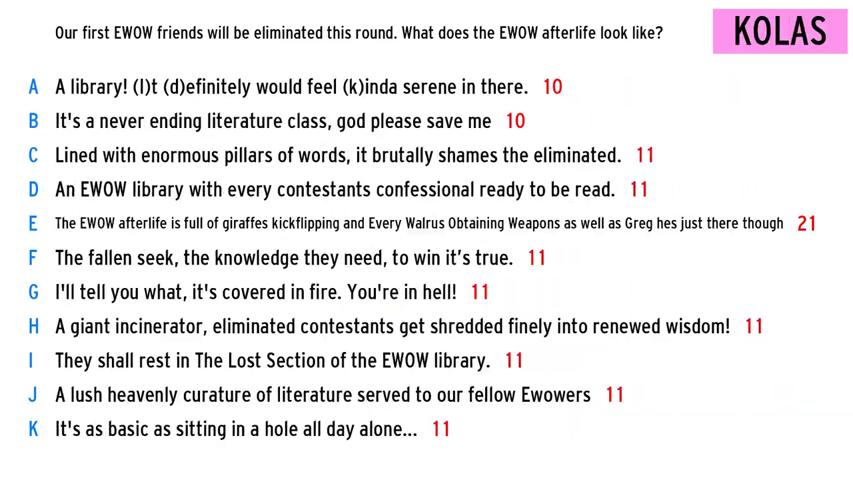 Our first EWOW friends will be eliminated this round. What does the EWOW afterlife look like?
KOLAS
A A library! (I)t (d)efinitely would feel (k)inda serene in there. 10
B It's a never ending literature class, god please save me 10
C Lined with enormous pillars of words, it brutally shames the eliminated. 11
D An EWOW library with every contestants confessional ready to be read. 11
E The EWOW afterlife is full of giraffes kickflipping and Every Walrus Obtaining Weapons as well as Greg hes just there though 21
F The fallen seek, the knowledge they need, to win it’s true. 11
G I'll tell you what, it's covered in fire. You're in hell! 11
H A giant incinerator, eliminated contestants get shredded finely into renewed wisdom! 11
I They shall rest in The Lost Section of the EWOW library. 11
J A lush heavenly curature of literature served to our fellow Ewowers 11
K It's as basic as sitting in a hole all day alone... 11